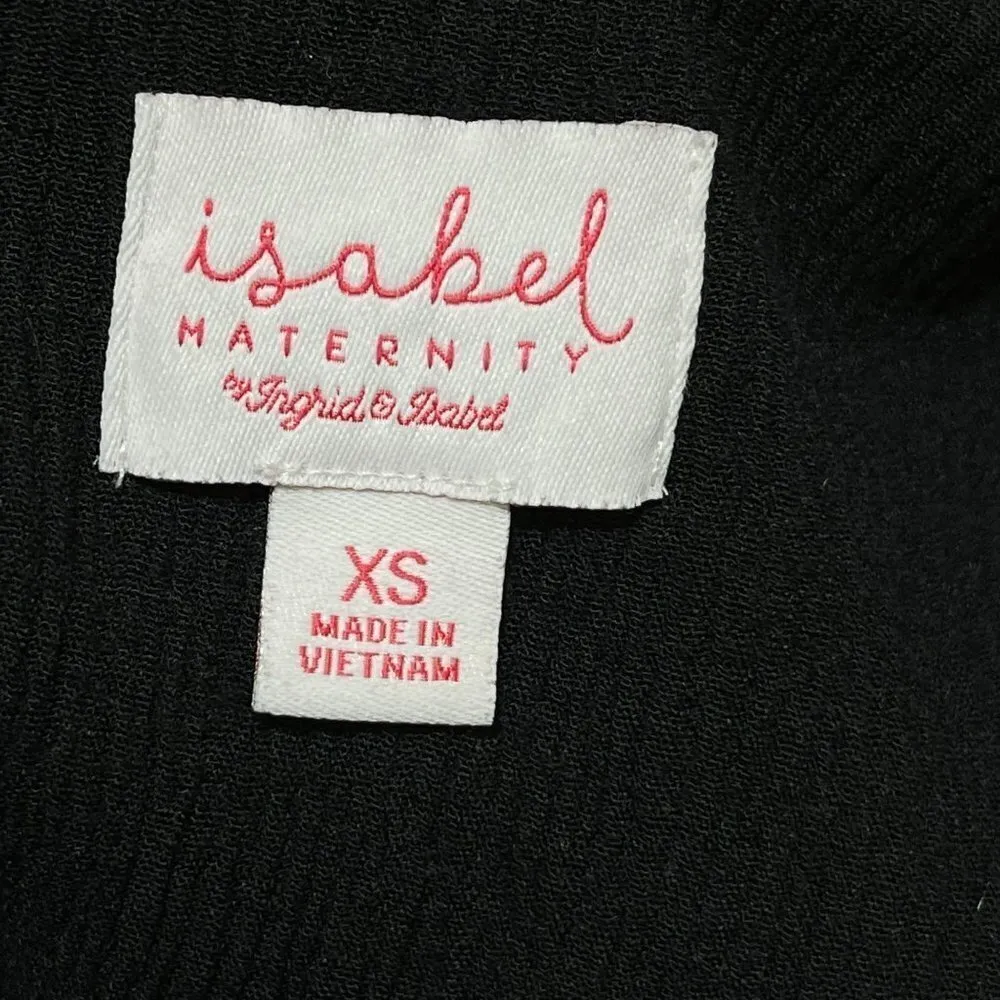 isabel
MATERNITY
by Ingrid & Isabel
XS
MADE IN
VIETNAM